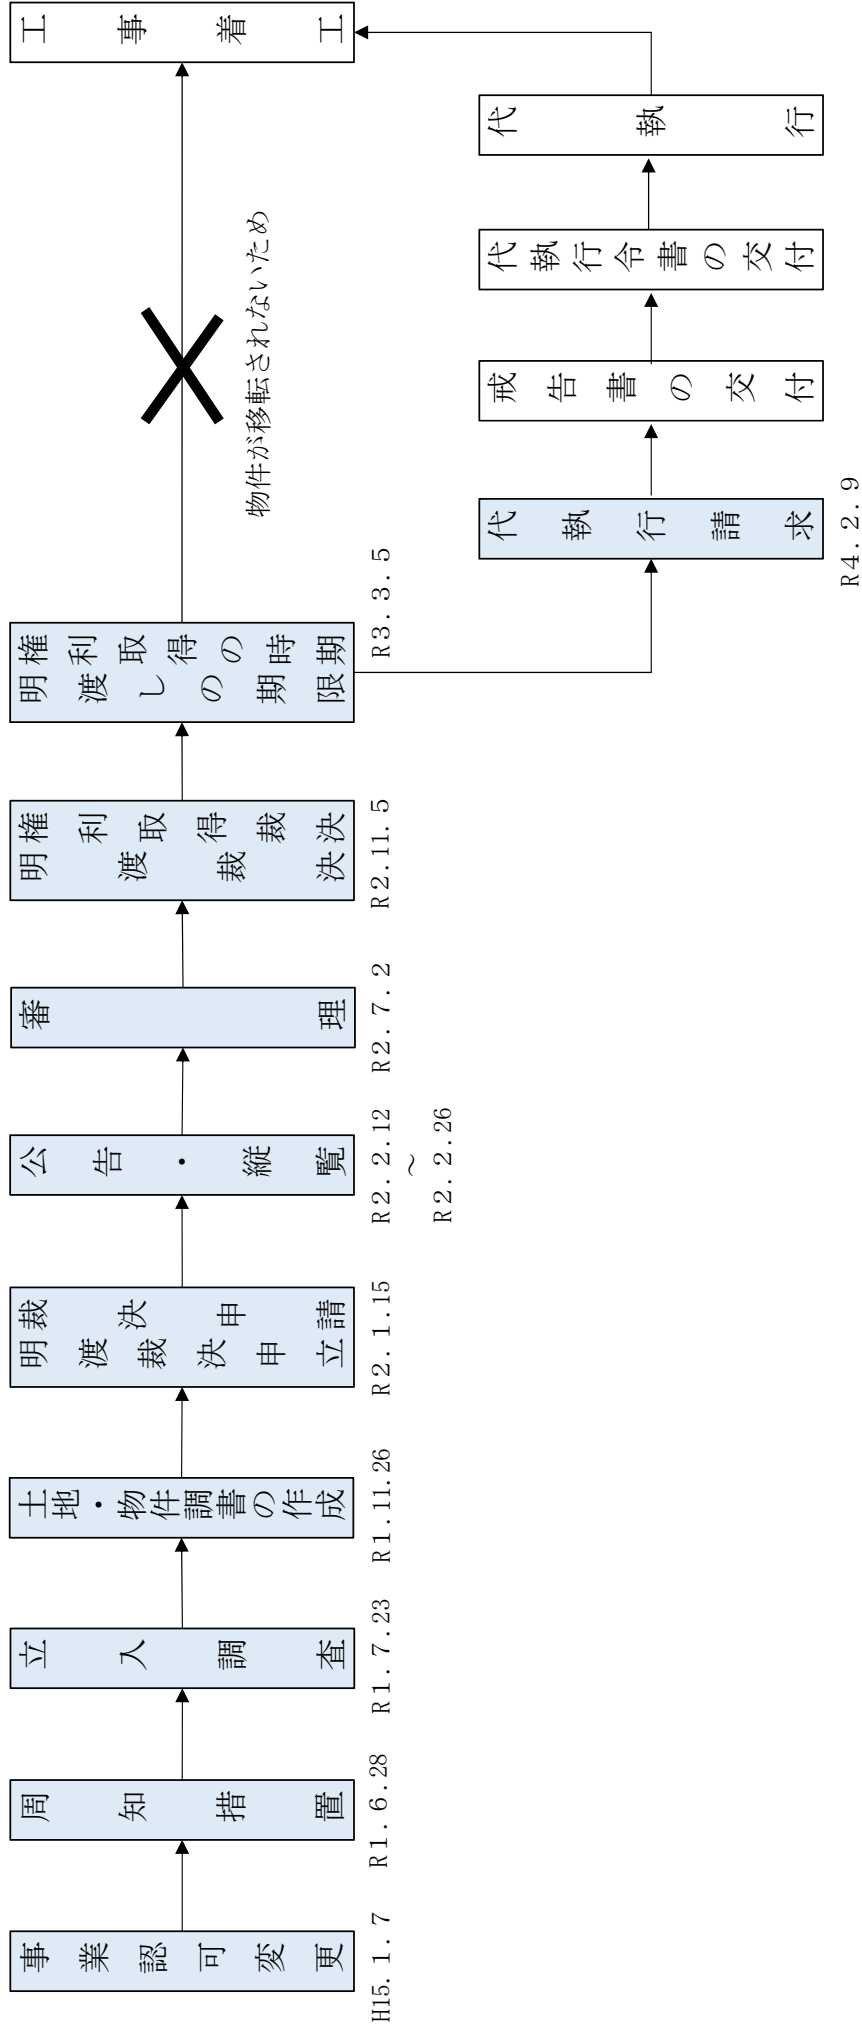 事業認可変更
H15.1.7
周知措置
R1.6.28
立入調査
R1.7.23
土地・物件調書の作成
R1.11.26
裁決申請
明渡裁決申立
R2.1.15
公告・縦覧
R2.2.12
～
R2.2.26
審理
R2.7.2
権利取得裁決
明渡裁決
R2.11.5
権利取得の時期
明渡しの期限
R3.3.5
物件が移転されないため
工事着工
代執行請求
R4.2.9
戒告書の交付
代執行令書の交付
代執行